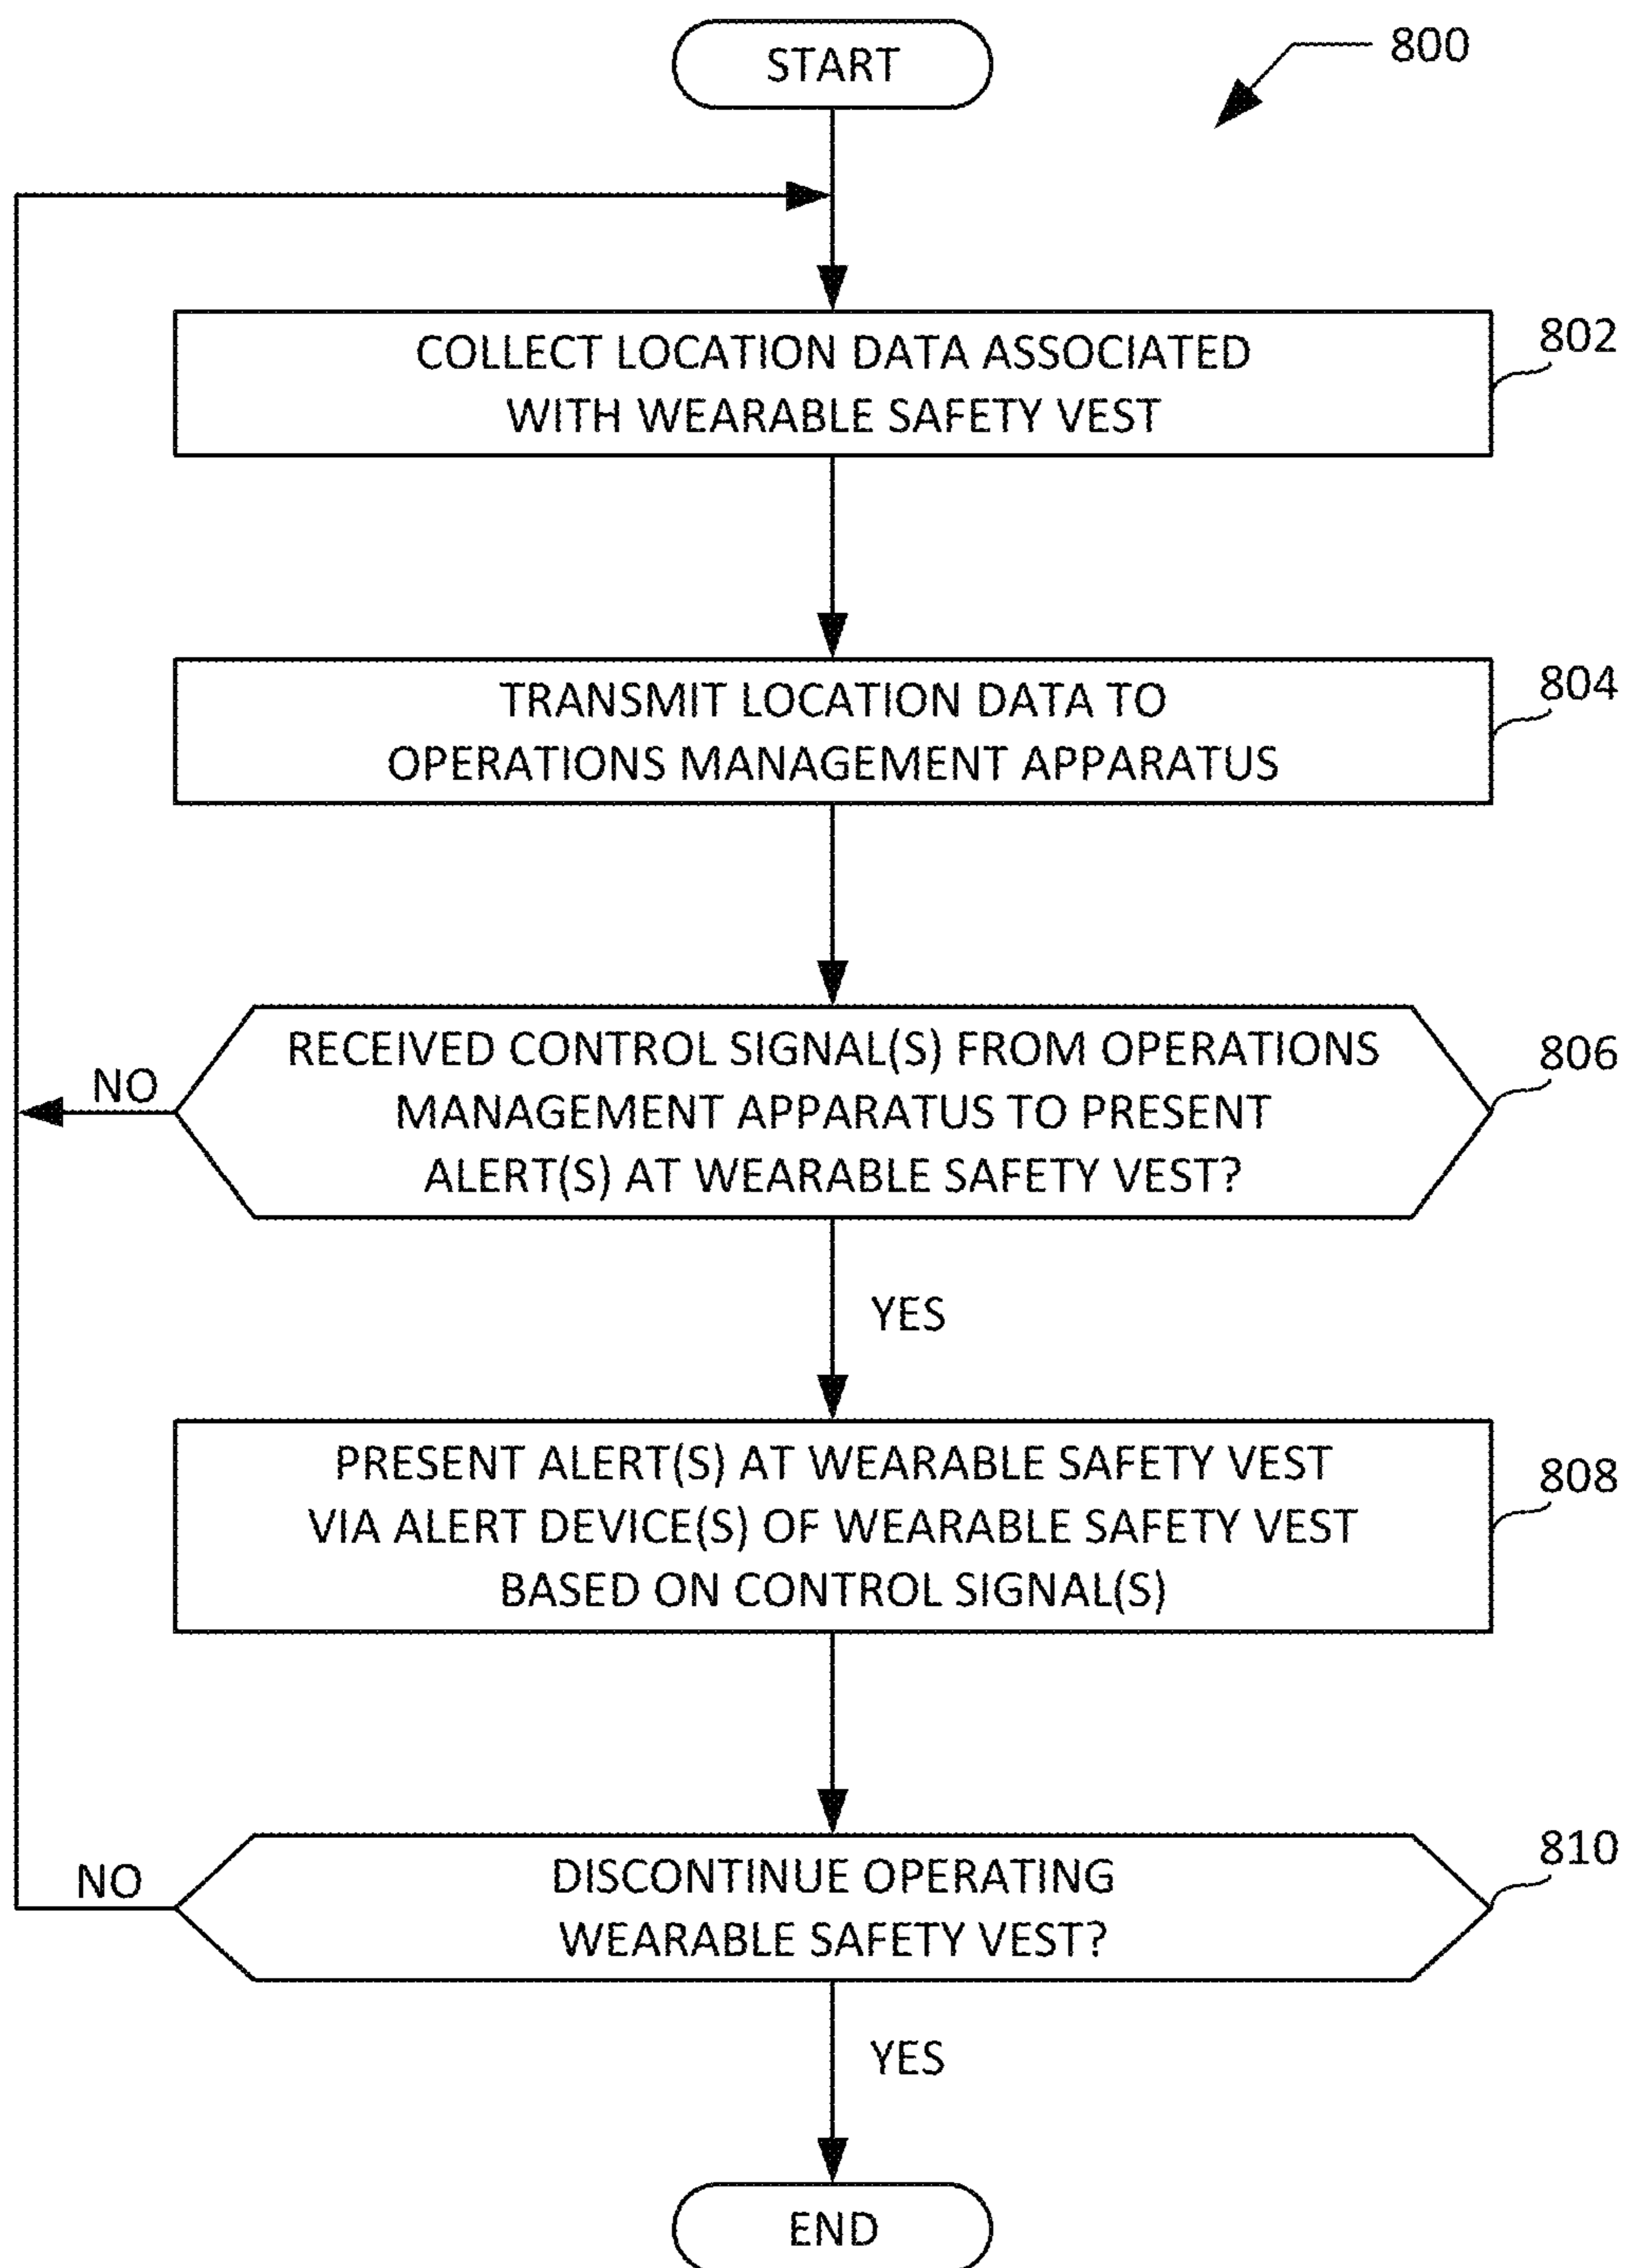 START
800
COLLECT LOCATION DATA ASSOCIATED
WITH WEARABLE SAFETY VEST
802
TRANSMIT LOCATION DATA TO
OPERATIONS MANAGEMENT APPARATUS
804
RECEIVED CONTROL SIGNAL(S) FROM OPERATIONS
MANAGEMENT APPARATUS TO PRESENT
ALERT(S) AT WEARABLE SAFETY VEST?
806
NO
YES
PRESENT ALERT(S) AT WEARABLE SAFETY VEST
VIA ALERT DEVICE(S) OF WEARABLE SAFETY VEST
BASED ON CONTROL SIGNAL(S)
808
DISCONTINUE OPERATING
WEARABLE SAFETY VEST?
810
NO
YES
END